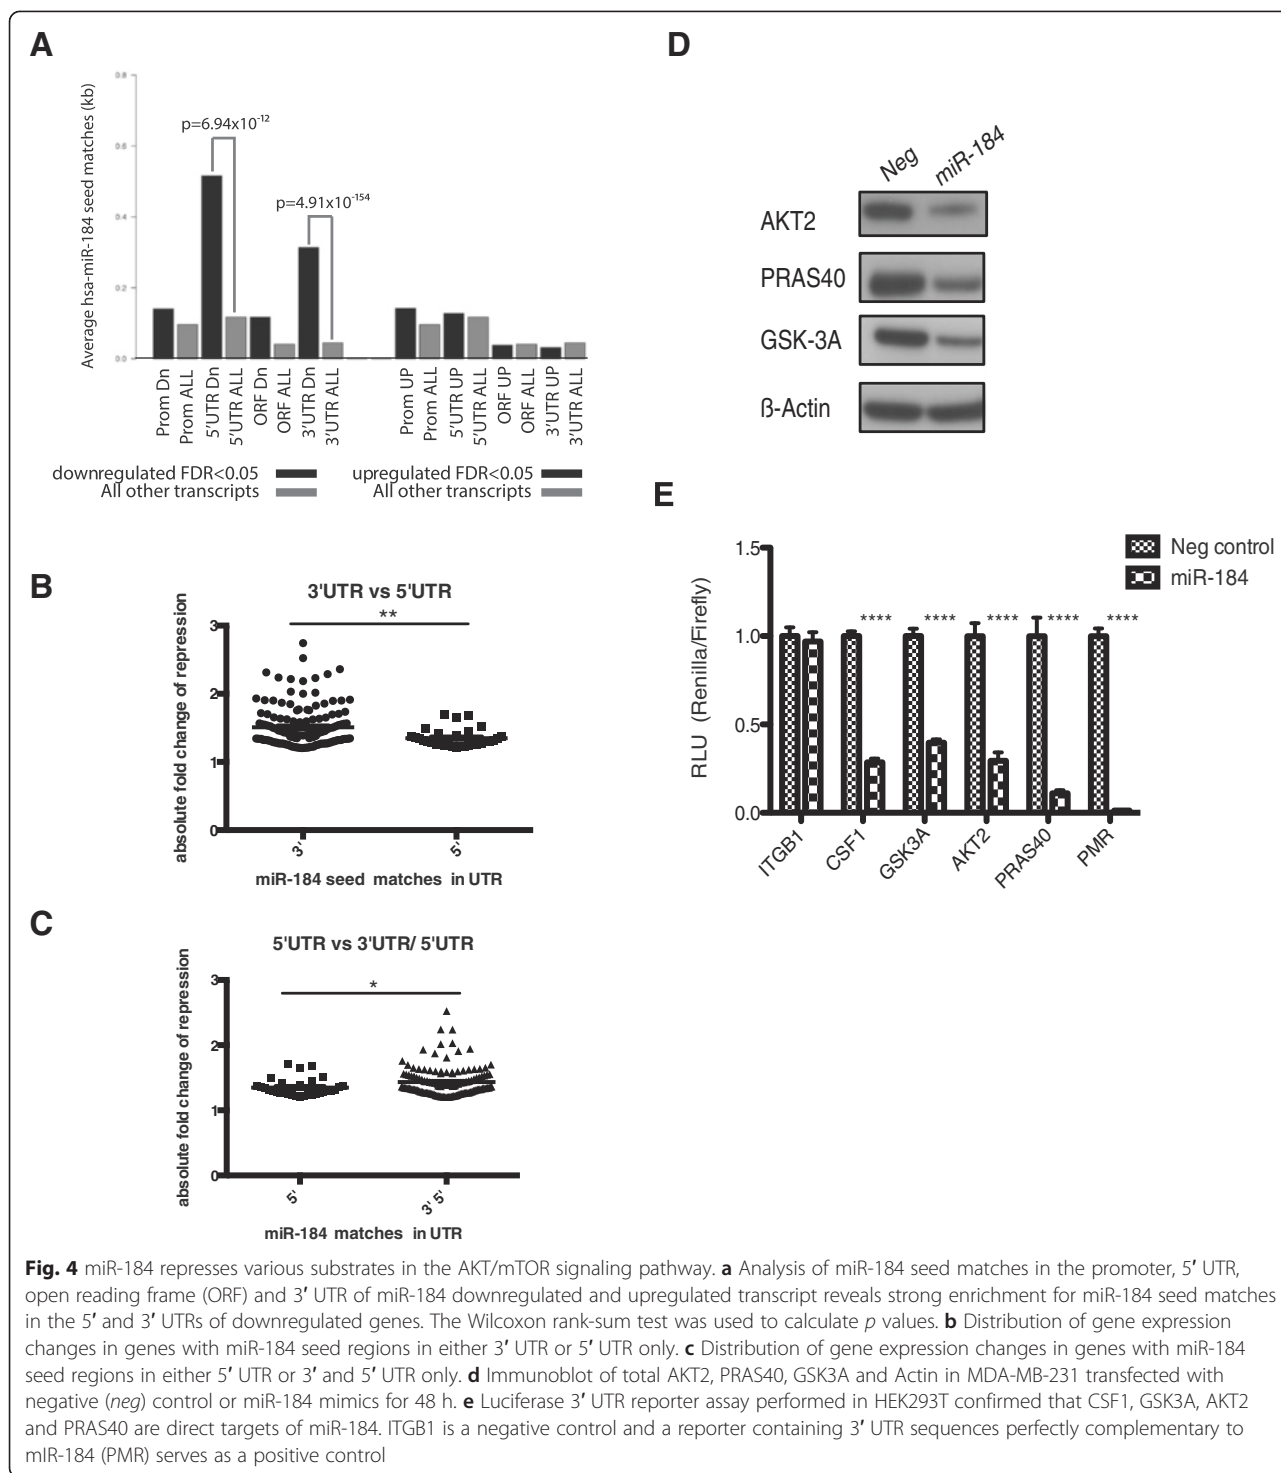 A
Average hsa-miR-184 seed matches (kb)
0.8
0.6
0.4
0.2
0.0
p=6.94x10-12
p=4.91x10-154
Prom Dn
Prom ALL
5'UTR Dn
5'UTR ALL
ORF Dn
ORF ALL
3'UTR Dn
3'UTR ALL
Prom UP
Prom ALL
5'UTR UP
5'UTR ALL
ORF UP
ORF ALL
3'UTR UP
3'UTR ALL
downregulated FDR<0.05
All other transcripts
upregulated FDR<0.05
All other transcripts
B
3'UTR vs 5'UTR
**
absolute fold change of repression
3
2
1
0
3'
5'
miR-184 seed matches in UTR
C
5'UTR vs 3'UTR/ 5'UTR
*
absolute fold change of repression
3
2
1
0
5'
3' 5'
miR-184 matches in UTR
D
Neg
miR-184
AKT2
PRAS40
GSK-3A
ß-Actin
E
Neg control
miR-184
RLU (Renilla/Firefly)
1.5
1.0
0.5
0.0
****
****
****
****
****
ITGB1
CSF1
GSK3A
AKT2
PRAS40
PMR
Fig. 4 miR-184 represses various substrates in the AKT/mTOR signaling pathway. a Analysis of miR-184 seed matches in the promoter, 5′ UTR,
open reading frame (ORF) and 3′ UTR of miR-184 downregulated and upregulated transcript reveals strong enrichment for miR-184 seed matches
in the 5′ and 3′ UTRs of downregulated genes. The Wilcoxon rank-sum test was used to calculate p values. b Distribution of gene expression
changes in genes with miR-184 seed regions in either 3′ UTR or 5′ UTR only. c Distribution of gene expression changes in genes with miR-184
seed regions in either 5′ UTR or 3′ and 5′ UTR only. d Immunoblot of total AKT2, PRAS40, GSK3A and Actin in MDA-MB-231 transfected with
negative (neg) control or miR-184 mimics for 48 h. e Luciferase 3′ UTR reporter assay performed in HEK293T confirmed that CSF1, GSK3A, AKT2
and PRAS40 are direct targets of miR-184. ITGB1 is a negative control and a reporter containing 3′ UTR sequences perfectly complementary to
mIR-184 (PMR) serves as a positive control